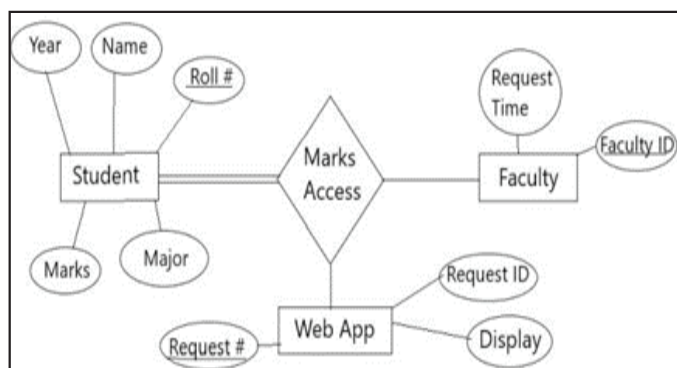 Year
Name
Roll #
Request
Time
Faculty ID
Student
Marks
Access
Faculty
Marks
Major
Request ID
Web App
Request #
Display